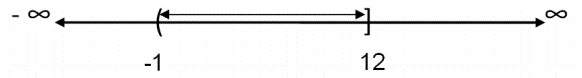 - ∞ ( ] ∞
-1 12